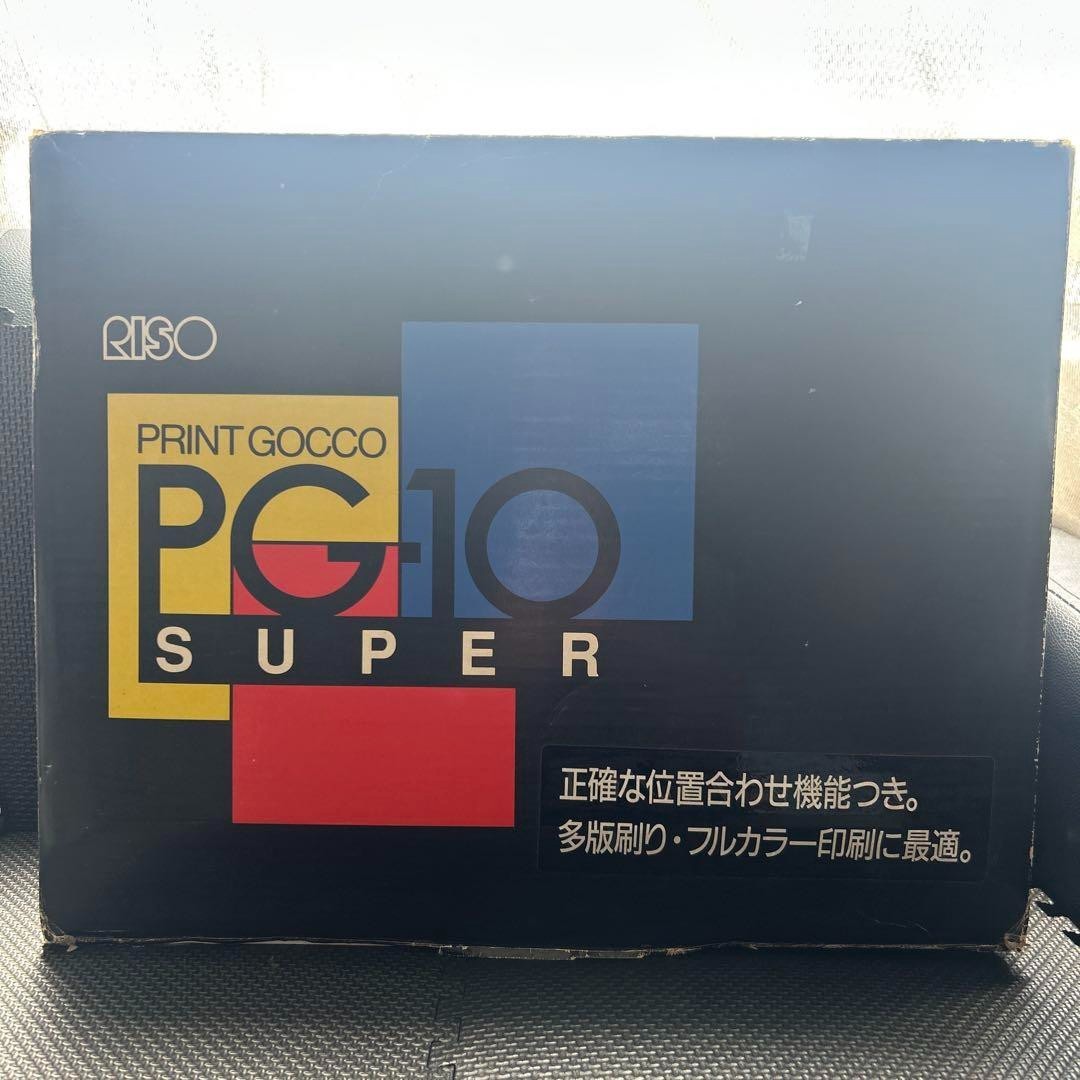 RISO
PRINT GOCCO
PG-10
SUPER
正確な位置合わせ機能つき。
多版刷り・フルカラー印刷に最適。